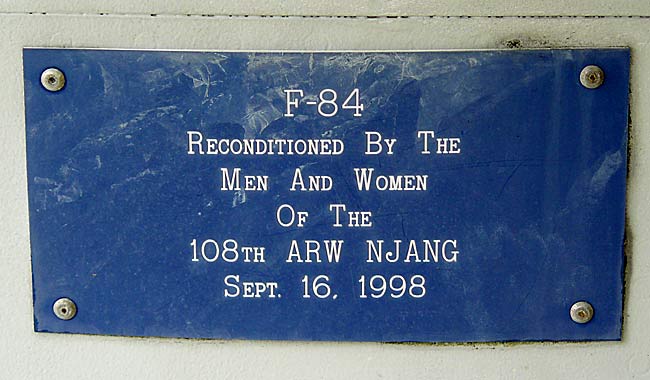 F-84
Reconditioned By The
Men And Women
Of The
108th ARW NJANG
Sept. 16, 1998